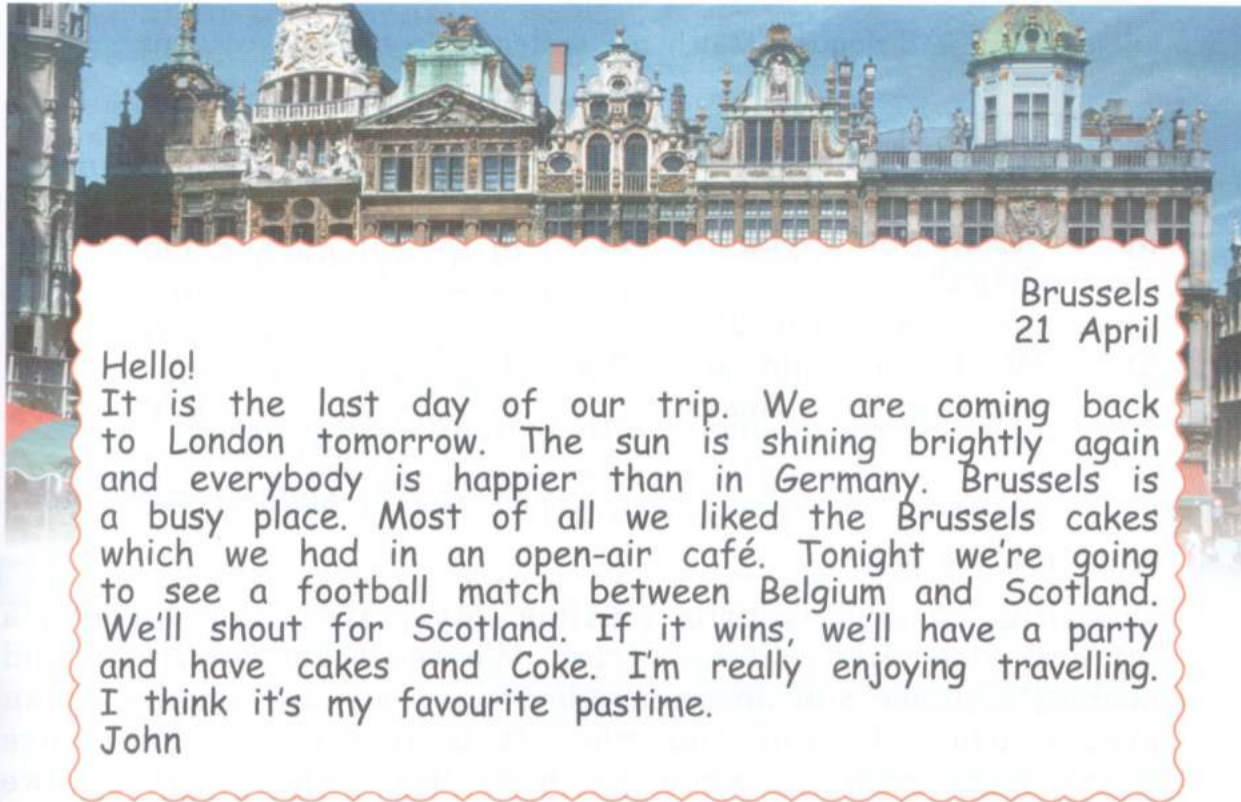 Brussels
21 April
Hello!
It is the last day of our trip. We are coming back
to London tomorrow. The sun is shining brightly again
and everybody is happier than in Germany. Brussels is
a busy place. Most of all we liked the Brussels cakes
which we had in an open-air café. Tonight we're going
to see a football match between Belgium and Scotland.
We'll shout for Scotland. If it wins, we'll have a party
and have cakes and Coke. I'm really enjoying travelling.
I think it's my favourite pastime.
John